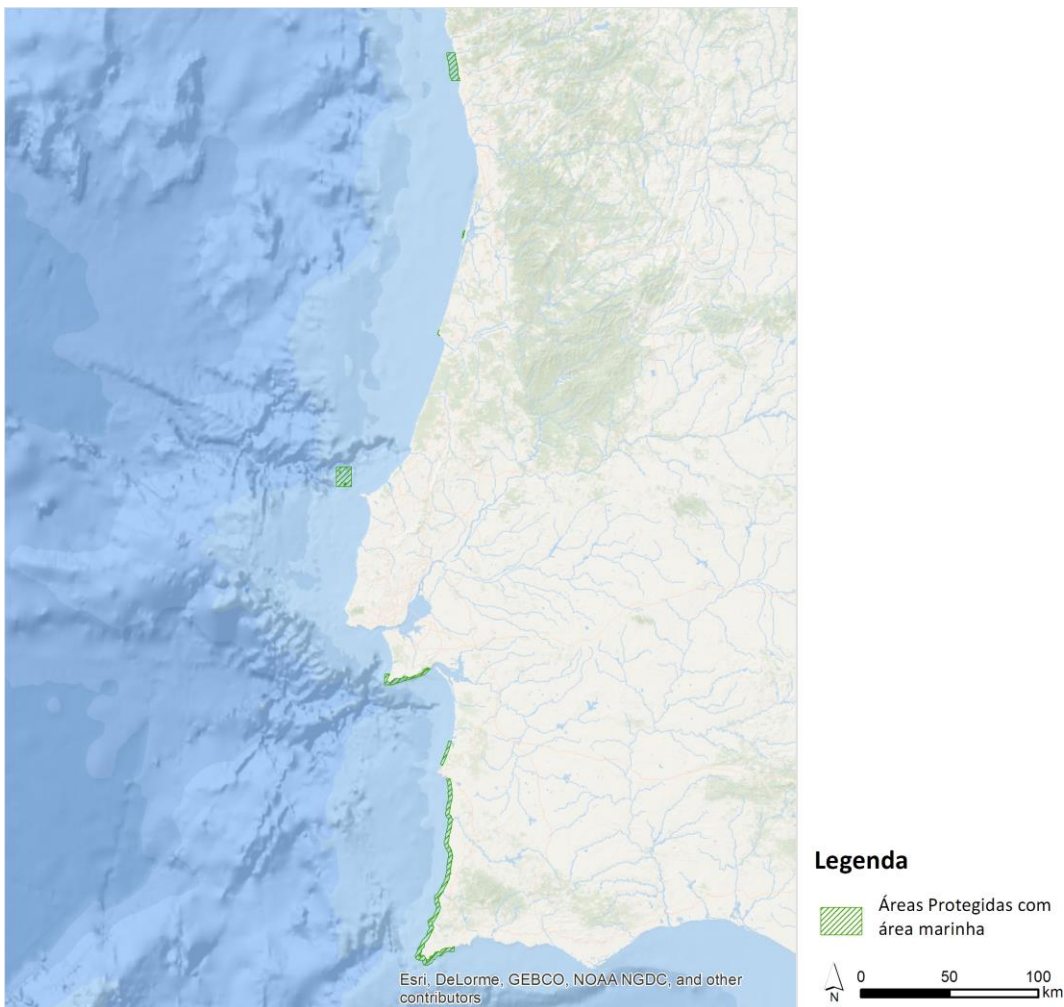 Legenda
Áreas Protegidas com
área marinha
Esri, DeLorme, GEBCO, NOAA NGDC, and other
contributors
N
0 50 100
km